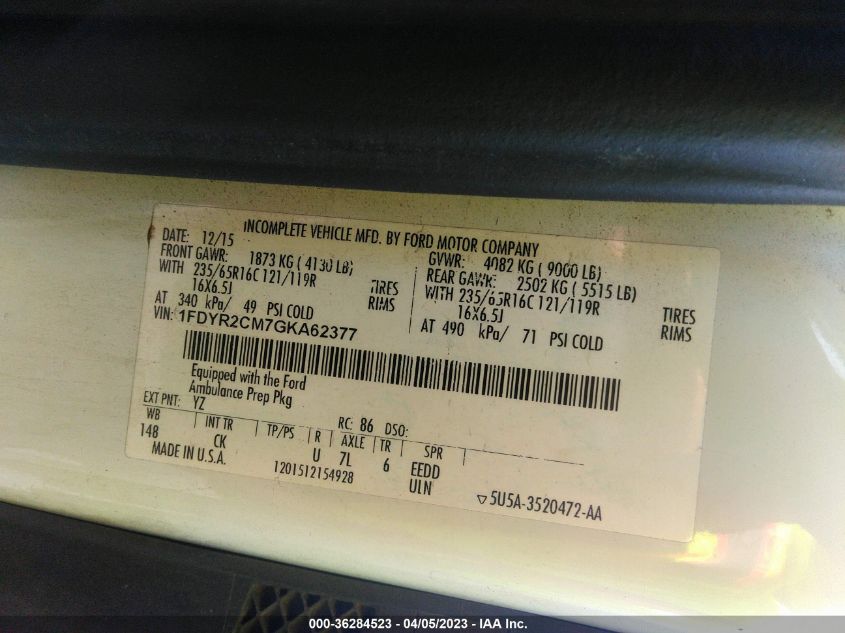 INCOMPLETE VEHICLE MFD. BY FORD MOTOR COMPANY
DATE: 12/15 GVWR: 4082 KG ( 9000 LB)
FRONT GAWR: 1873 KG ( 4130 LB) REAR GAWR: 2502 KG ( 5515 LB)
WITH 235/65R16C 121/119R TIRES WITH 235/65R16C 121/119R TIRES
16X6.5J RIMS 16X6.5J RIMS
AT 340 kPa/ 49 PSI COLD AT 490 kPa/ 71 PSI COLD
VIN: 1FDYR2CM7GKA62377
Equipped with the Ford
Ambulance Prep Pkg
EXT PNT: YZ RC: 86 DSO:
WB INT TR TP/PS R AXLE TR SPR
148 CK U 7L 6 EEDD
MADE IN U.S.A. ULN
1201512154928
▽5U5A-3520472-AA
000-36284523 - 04/05/2023 - IAA Inc.